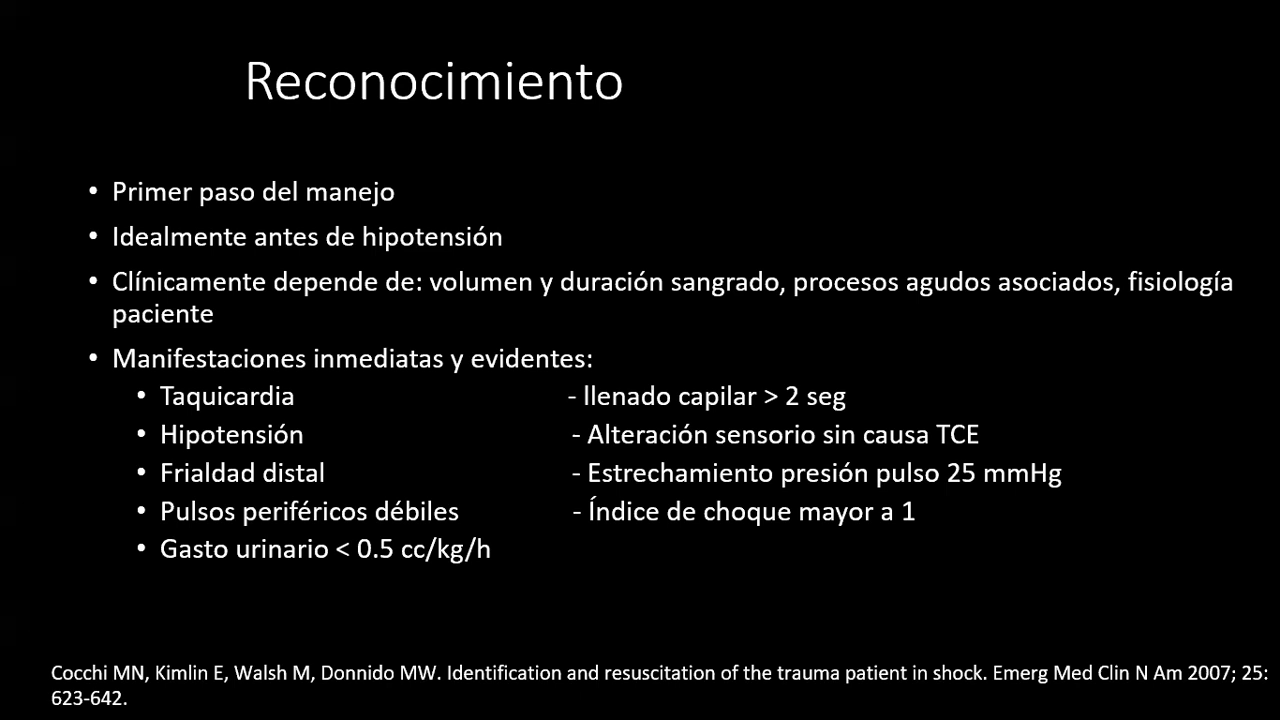 Reconocimiento
• Primer paso del manejo
• Idealmente antes de hipotensión
• Clínicamente depende de: volumen y duración sangrado, procesos agudos asociados, fisiología
paciente
• Manifestaciones inmediatas y evidentes:
• Taquicardia - llenado capilar > 2 seg
• Hipotensión - Alteración sensorio sin causa TCE
• Frialdad distal - Estrechamiento presión pulso 25 mmHg
• Pulsos periféricos débiles - Índice de choque mayor a 1
• Gasto urinario < 0.5 cc/kg/h
Cocchi MN, Kimlin E, Walsh M, Donnido MW. Identification and resuscitation of the trauma patient in shock. Emerg Med Clin N Am 2007; 25:
623-642.